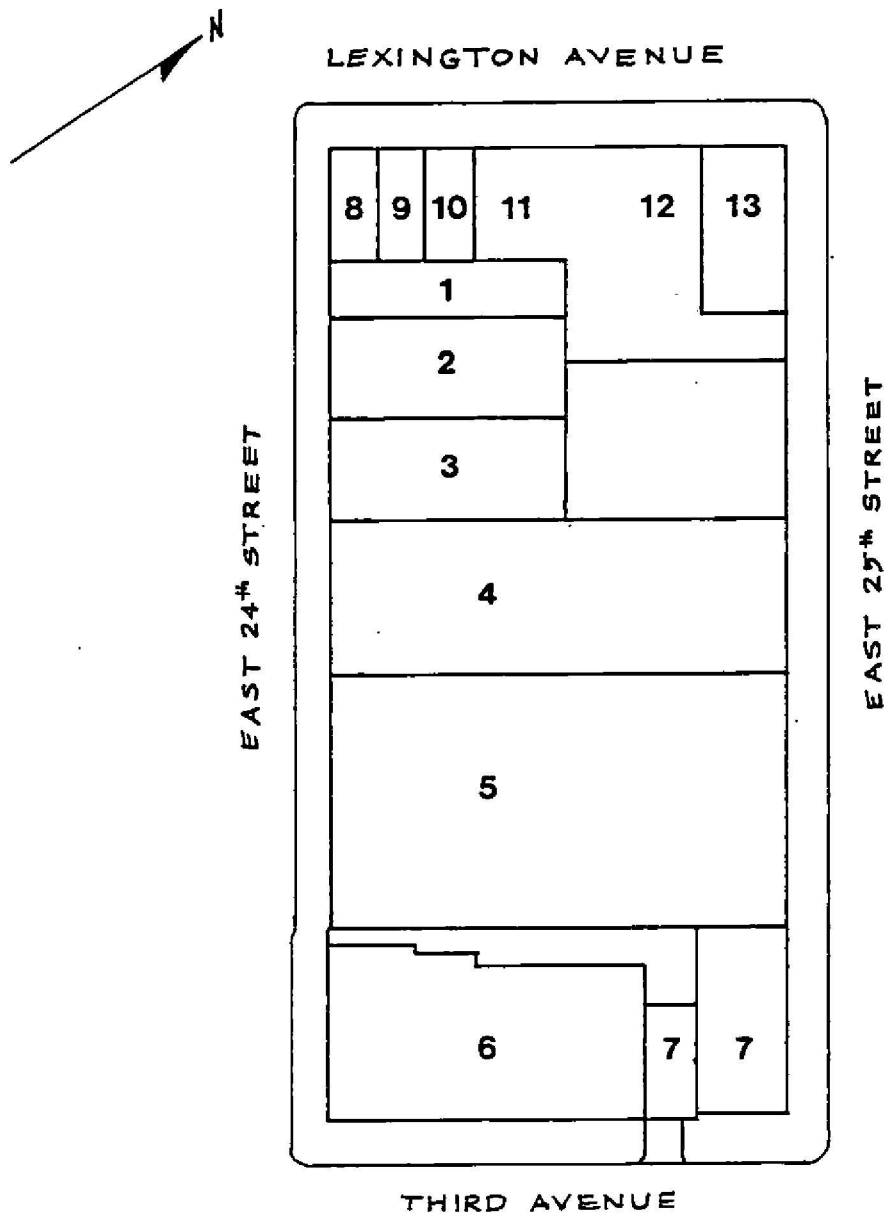 N
LEXINGTON AVENUE
8 9 10 11 12 13
1
2
3
EAST 24th STREET
EAST 25th STREET
4
5
6 7 7
THIRD AVENUE